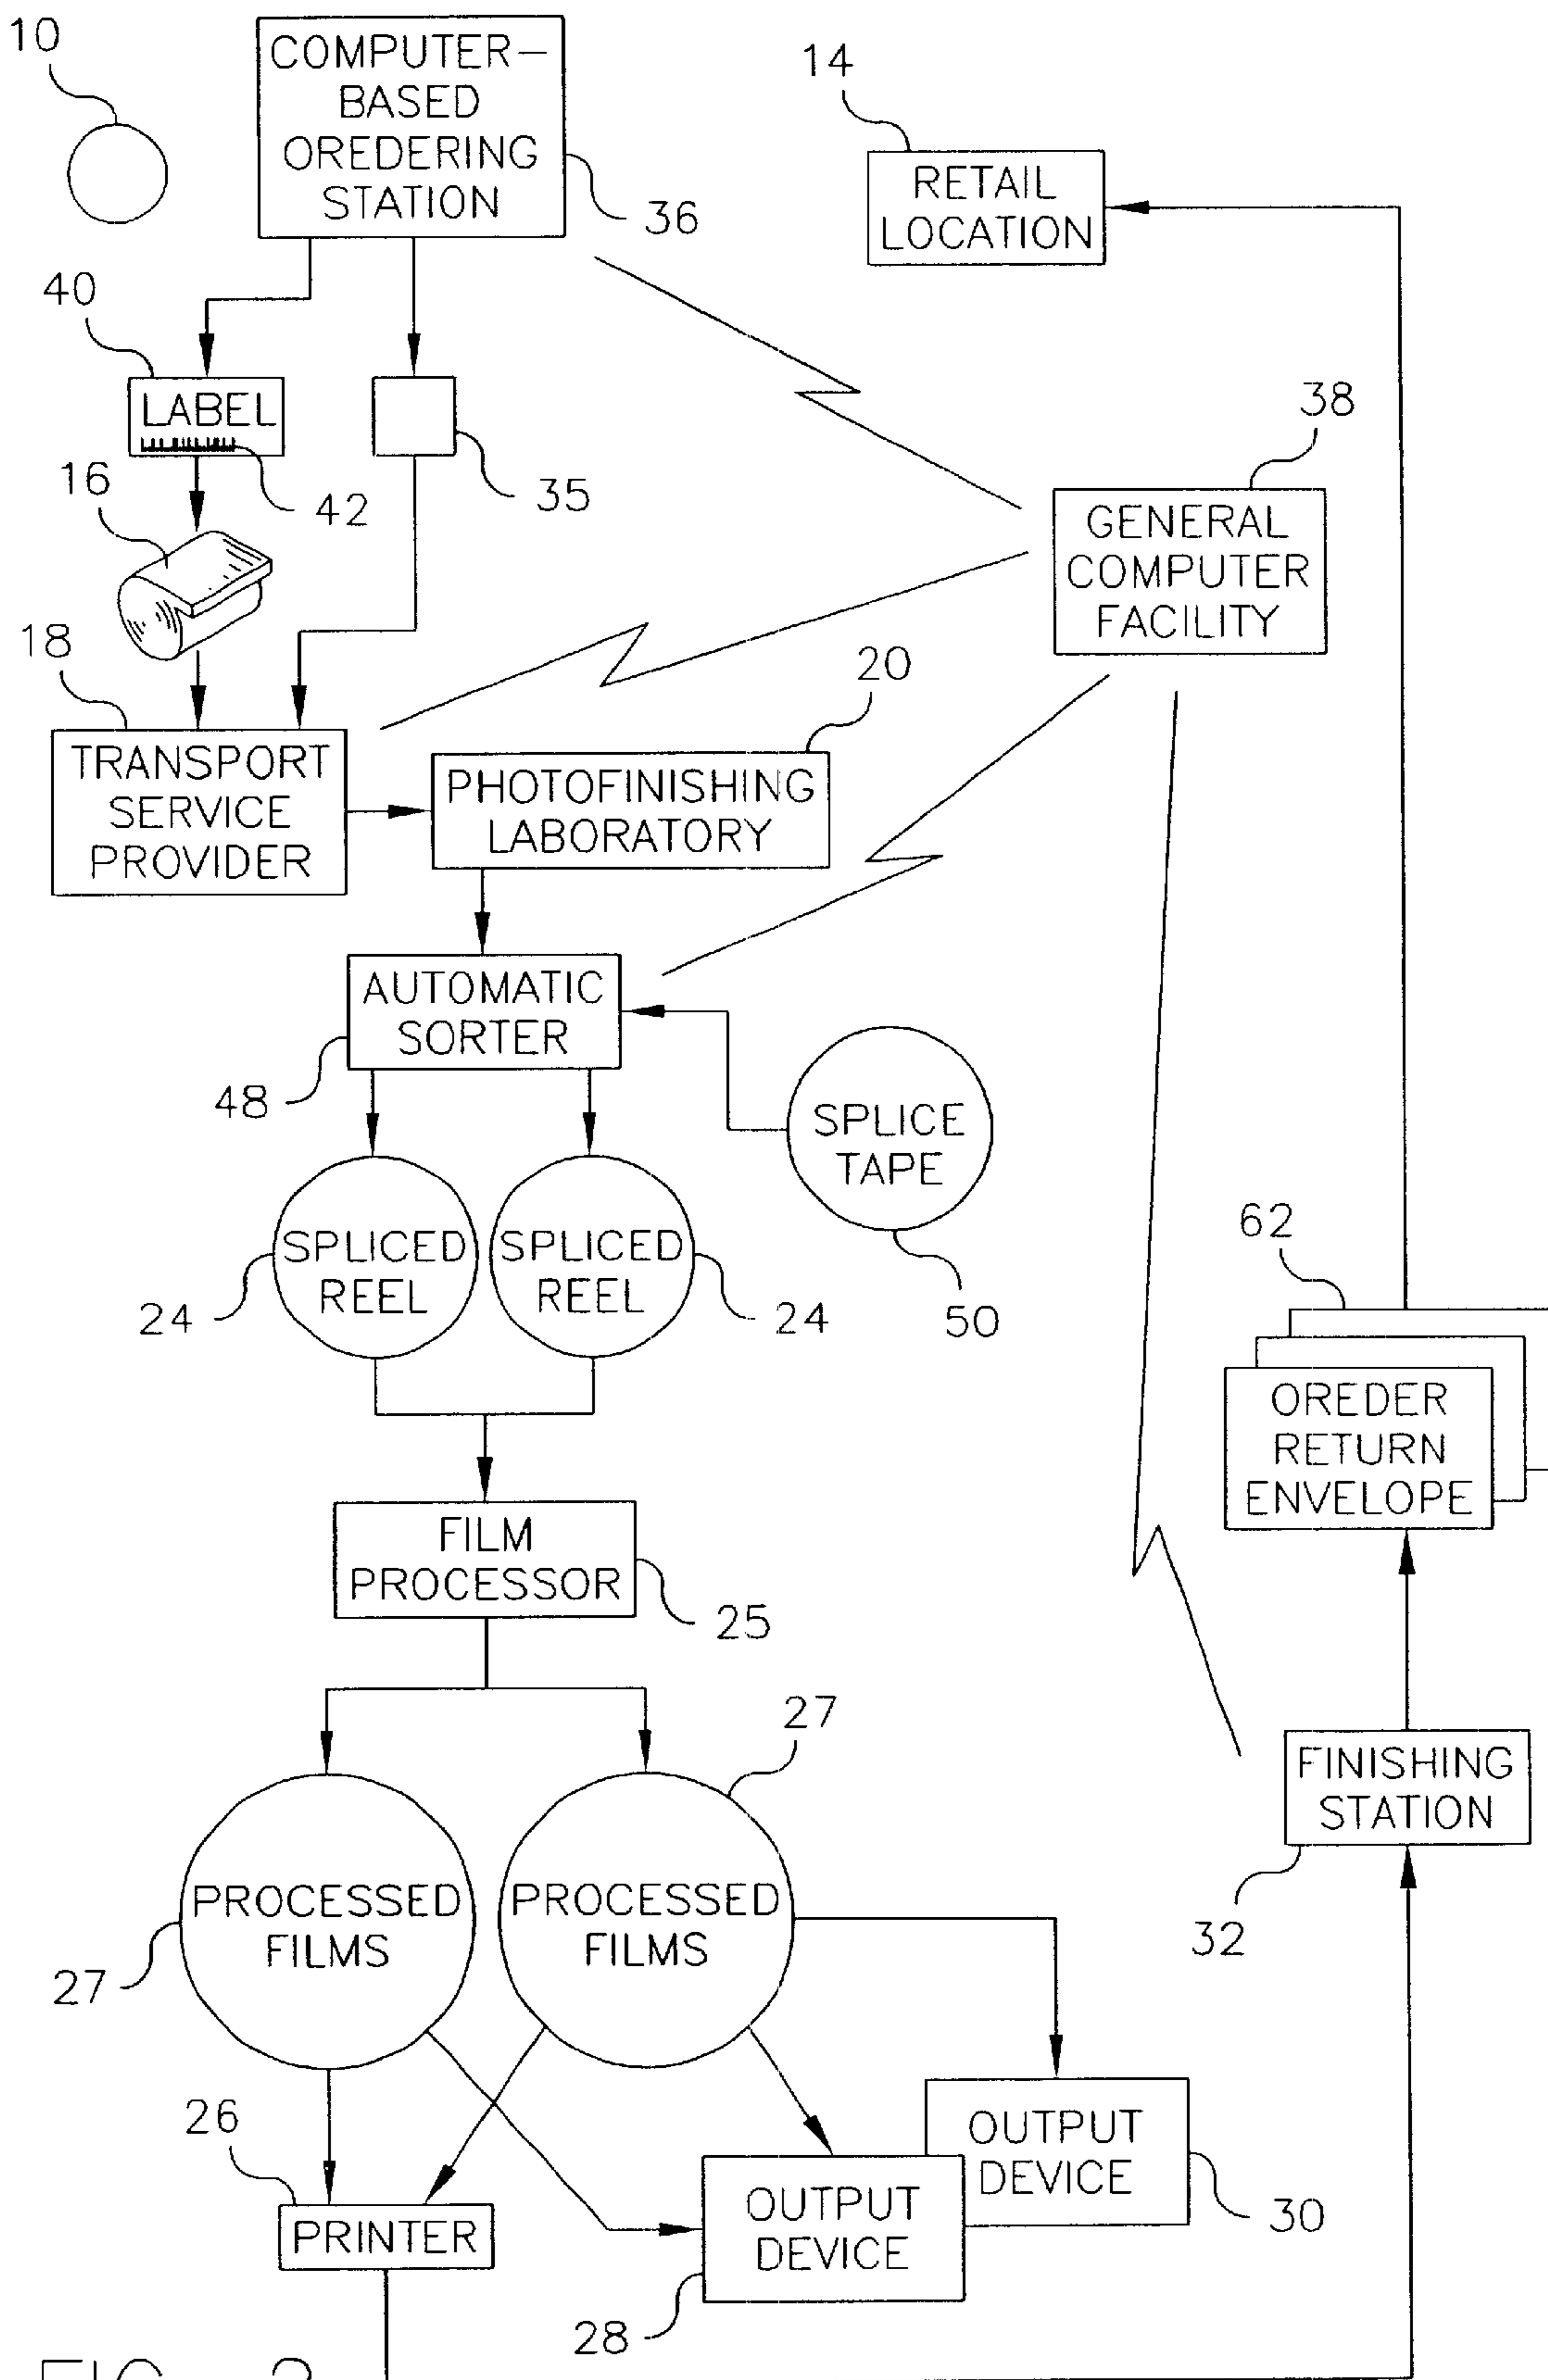 10
COMPUTER-
BASED
OREDERING
STATION
36
14
RETAIL
LOCATION
40
LABEL
42
35
16
38
GENERAL
COMPUTER
FACILITY
18
TRANSPORT
SERVICE
PROVIDER
20
PHOTOFINISHING
LABORATORY
AUTOMATIC
SORTER
48
SPLICE
TAPE
50
SPLICED
REEL
24
SPLICED
REEL
24
62
OREDER
RETURN
ENVELOPE
FILM
PROCESSOR
25
27
FINISHING
STATION
32
PROCESSED
FILMS
27
PROCESSED
FILMS
26
PRINTER
OUTPUT
DEVICE
30
OUTPUT
DEVICE
28
FIG. 2